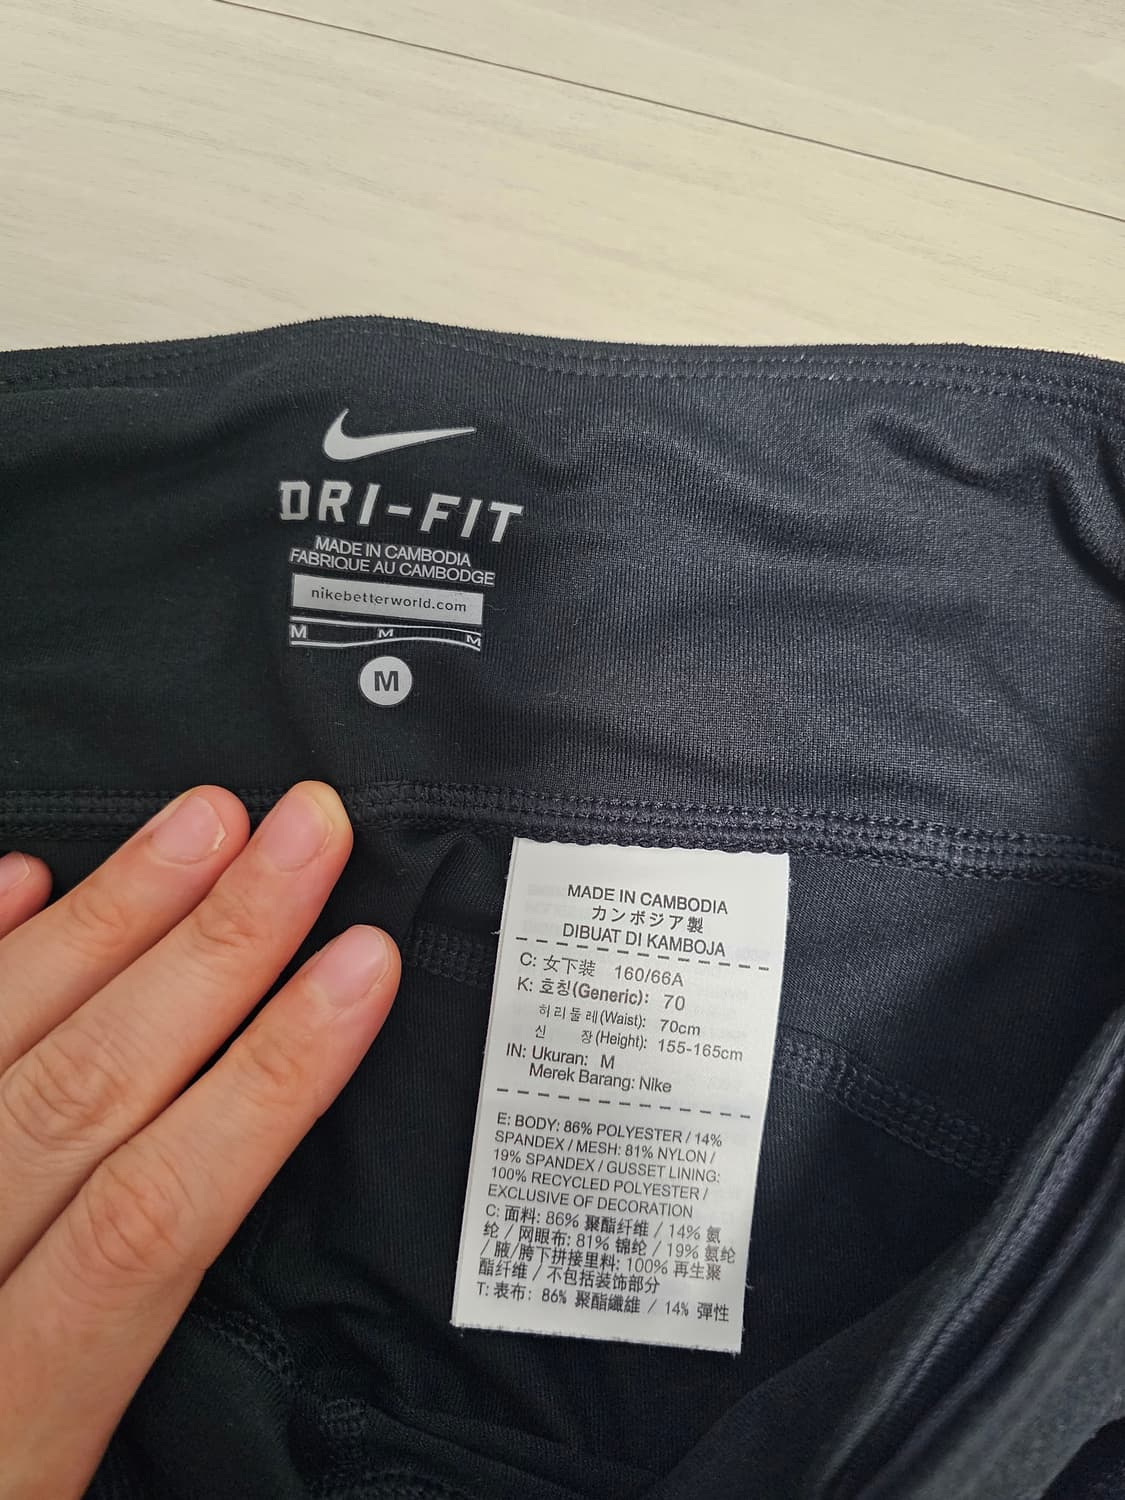 DRI-FIT
MADE IN CAMBODIA
FABRIQUE AU CAMBODGE
nikebetterworld.com
M M M
M
MADE IN CAMBODIA
カンボジア製
DIBUAT DI KAMBOJA
C: 女下装 160/66A
K: 호칭(Generic): 70
허리둘레(Waist): 70cm
신 장(Height): 155-165cm
IN: Ukuran: M
Merek Barang: Nike
E: BODY: 86% POLYESTER / 14%
SPANDEX / MESH: 81% NYLON /
19% SPANDEX / GUSSET LINING:
100% RECYCLED POLYESTER /
EXCLUSIVE OF DECORATION
C: 面料: 86% 聚酯纤维 / 14% 氨
纶 / 网眼布: 81% 锦纶 / 19% 氨纶
/ 腋/胯下拼接里料: 100% 再生聚
酯纤维 / 不包括装饰部分
T: 表布: 86% 聚酯纖維 / 14% 彈性